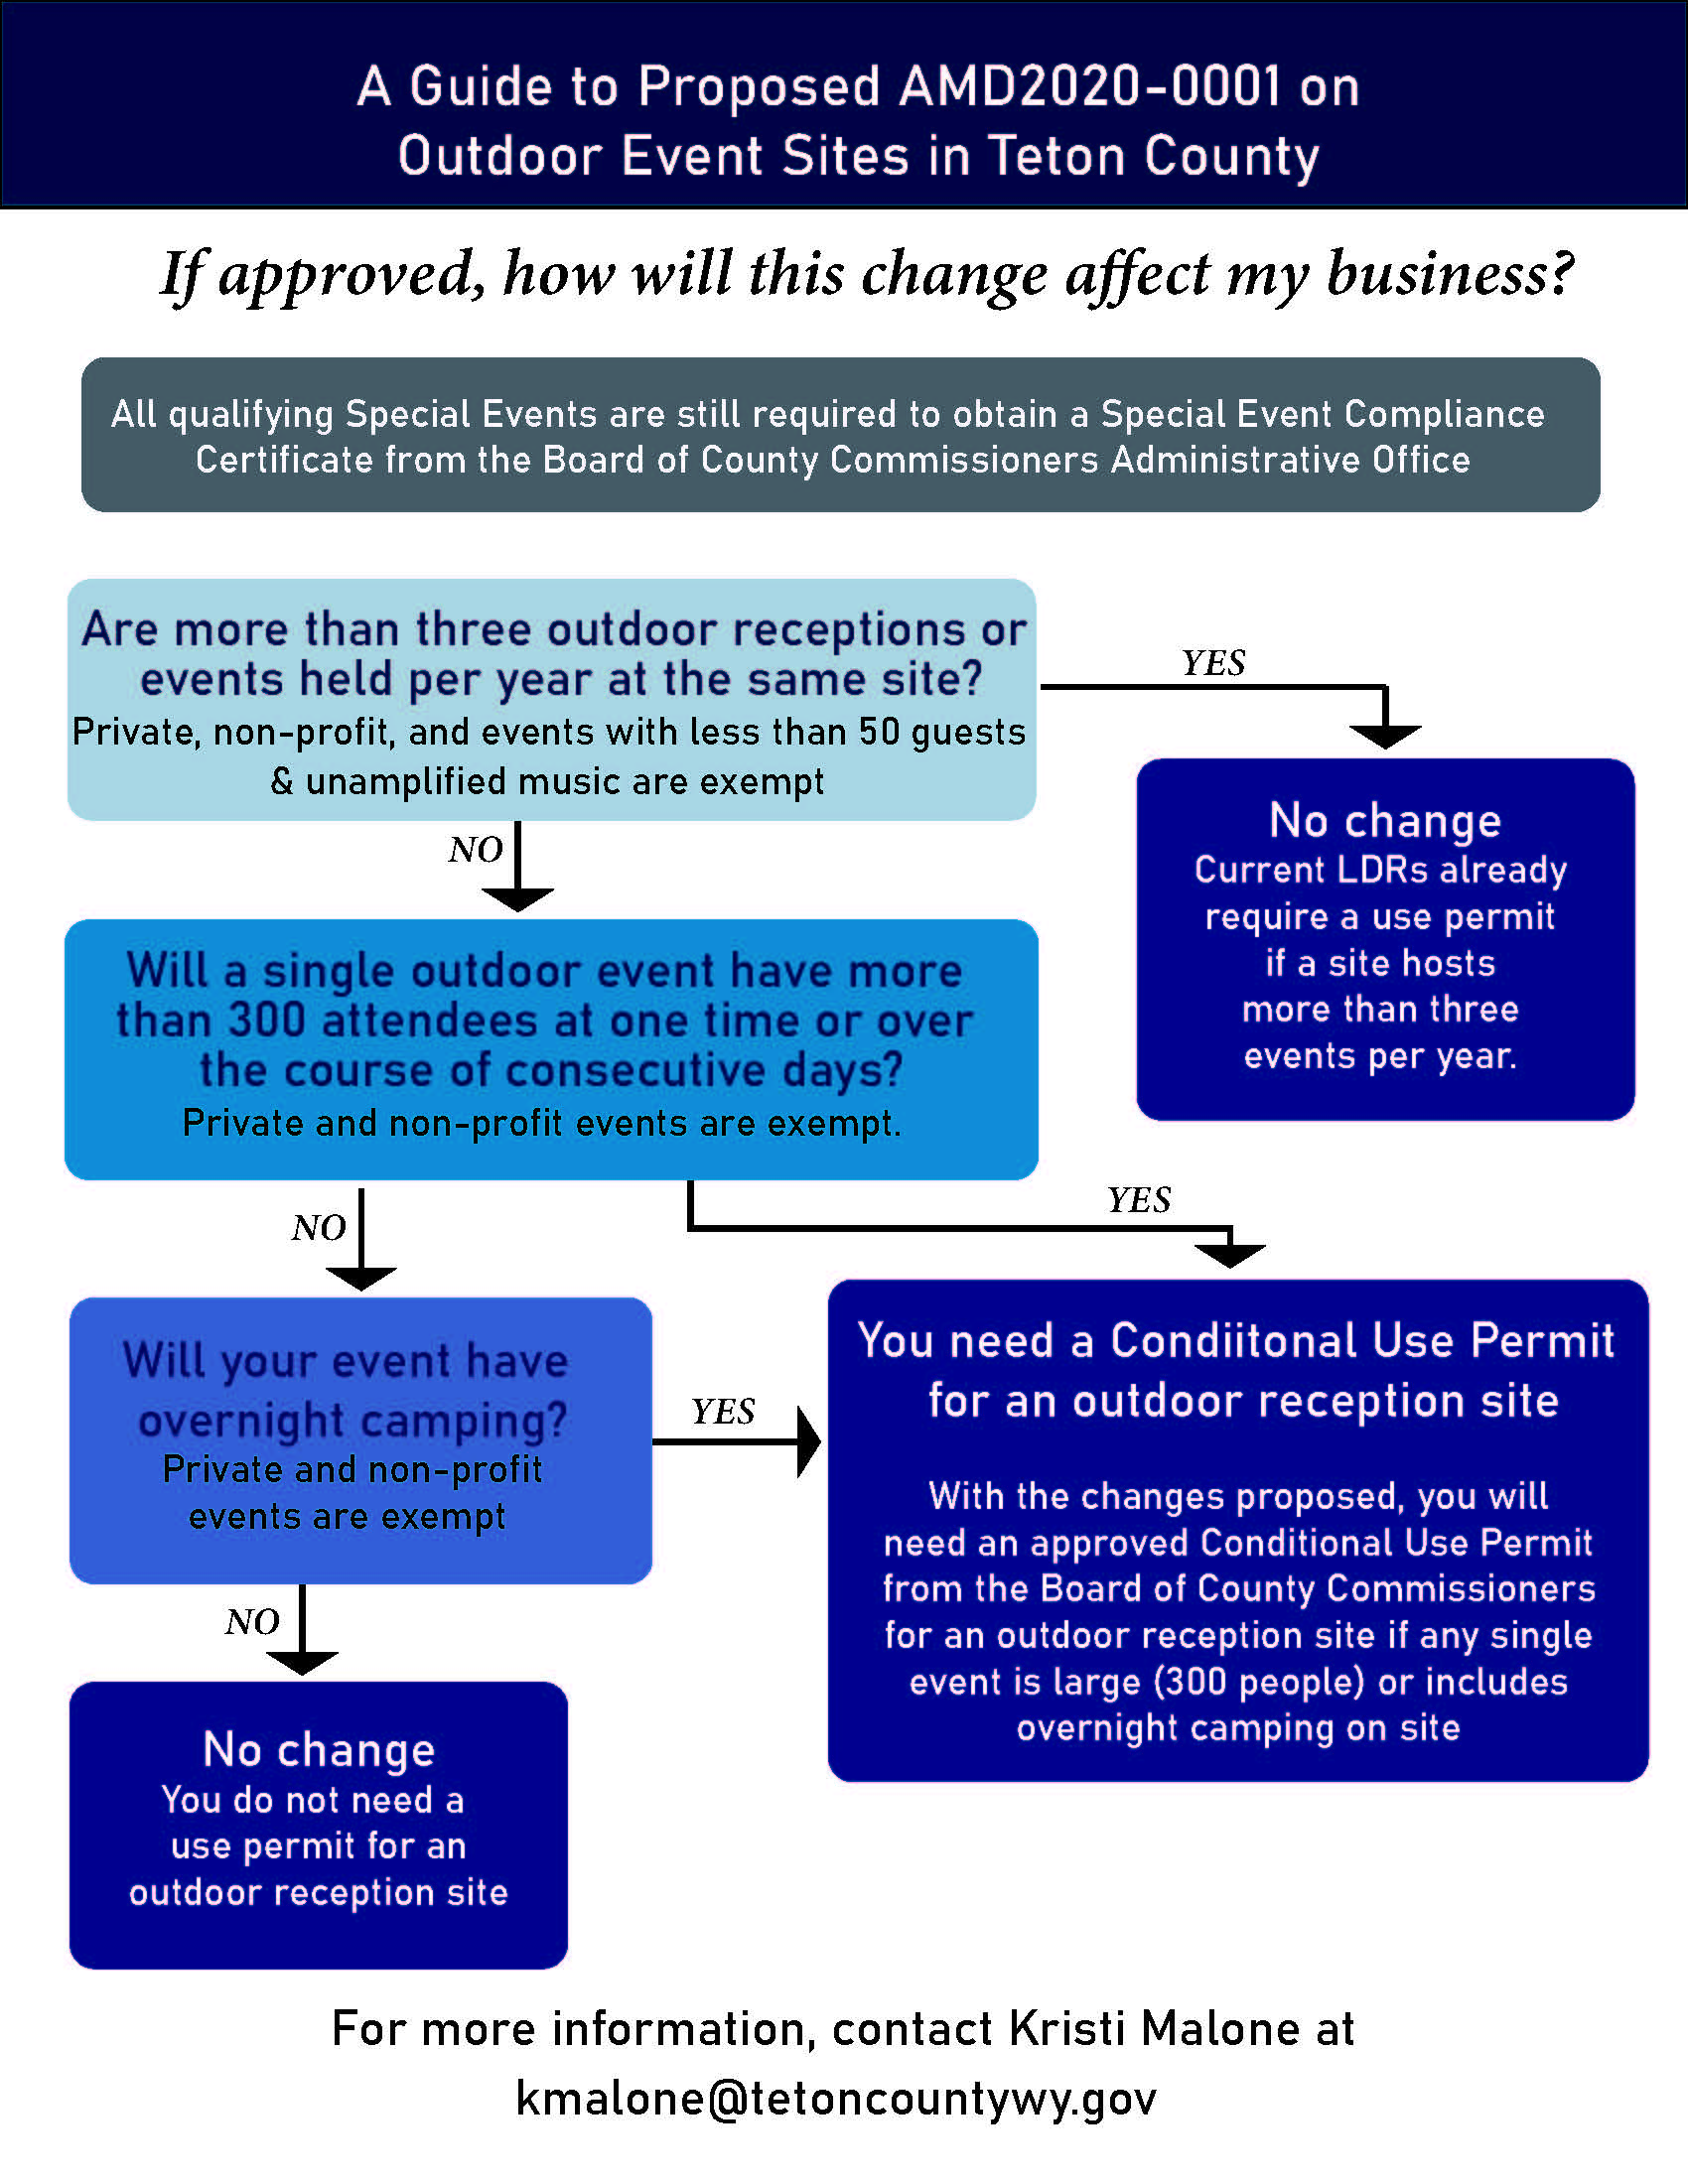 A Guide to Proposed AMD2020-0001 on
Outdoor Event Sites in Teton County
If approved, how will this change affect my business?
All qualifying Special Events are still required to obtain a Special Event Compliance
Certificate from the Board of County Commissioners Administrative Office
Are more than three outdoor receptions or
events held per year at the same site?
Private, non-profit, and events with less than 50 guests
& unamplified music are exempt
YES
No change
Current LDRs already
require a use permit
if a site hosts
more than three
events per year.
NO
Will a single outdoor event have more
than 300 attendees at one time or over
the course of consecutive days?
Private and non-profit events are exempt.
YES
NO
Will your event have
overnight camping?
Private and non-profit
events are exempt
YES
You need a Condiitonal Use Permit
for an outdoor reception site
With the changes proposed, you will
need an approved Conditional Use Permit
from the Board of County Commissioners
for an outdoor reception site if any single
event is large (300 people) or includes
overnight camping on site
NO
No change
You do not need a
use permit for an
outdoor reception site
For more information, contact Kristi Malone at
kmalone@tetoncountywy.gov